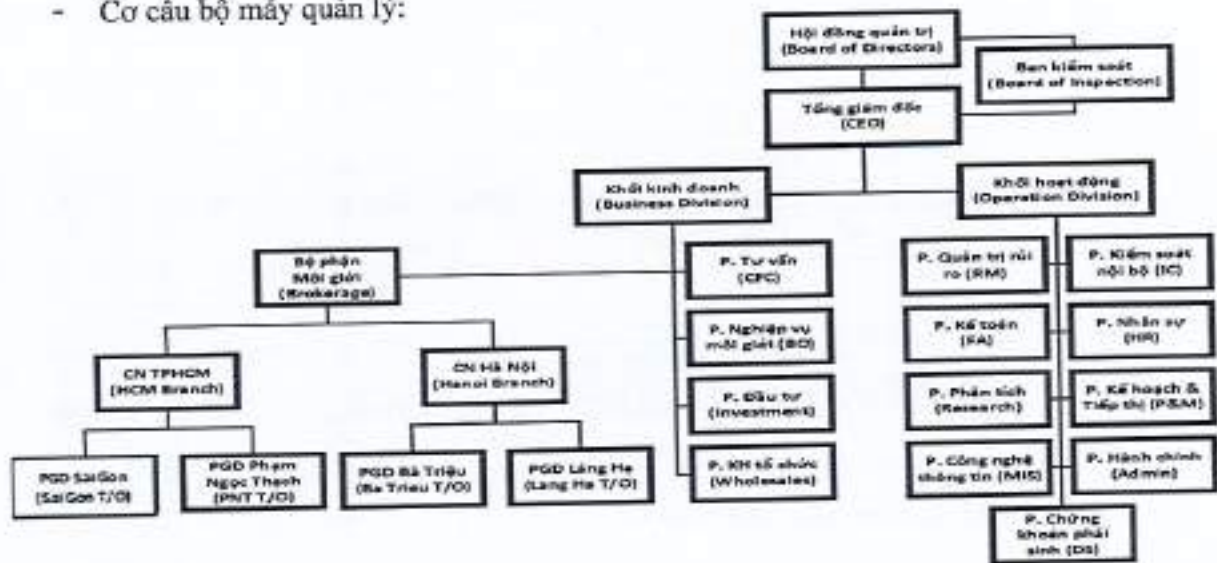 - Cơ cấu bộ máy quản lý:
Hội đồng quản trị
(Board of Directors)
Ban kiểm soát
(Board of Inspection)
Tổng giám đốc
(CEO)
Khối kinh doanh
(Business Division)
Khối hoạt động
(Operation Division)
Bộ phận
Môi giới
(Brokerage)
CN TPHCM
(HCM Branch)
CN Hà Nội
(Hanoi Branch)
PGD SaiGon
(SaiGon T/O)
PGD Phạm
Ngọc Thạch
(PNT T/O)
PGD Bà Triệu
(Ba Trieu T/O)
PGD Láng Hạ
(Lang Ha T/O)
P. Tư vấn
(CFC)
P. Nghiệp vụ
môi giới (BO)
P. Đầu tư
(Investment)
P. KH tổ chức
(Wholesales)
P. Quản trị rủi
ro (RM)
P. Kiểm soát
nội bộ (IC)
P. Kế toán
(FA)
P. Nhân sự
(HR)
P. Phân tích
(Research)
P. Kế hoạch &
Tiếp thị (P&M)
P. Công nghệ
thông tin (MIS)
P. Hành chính
(Admin)
P. Chứng
khoán phái
sinh (DS)